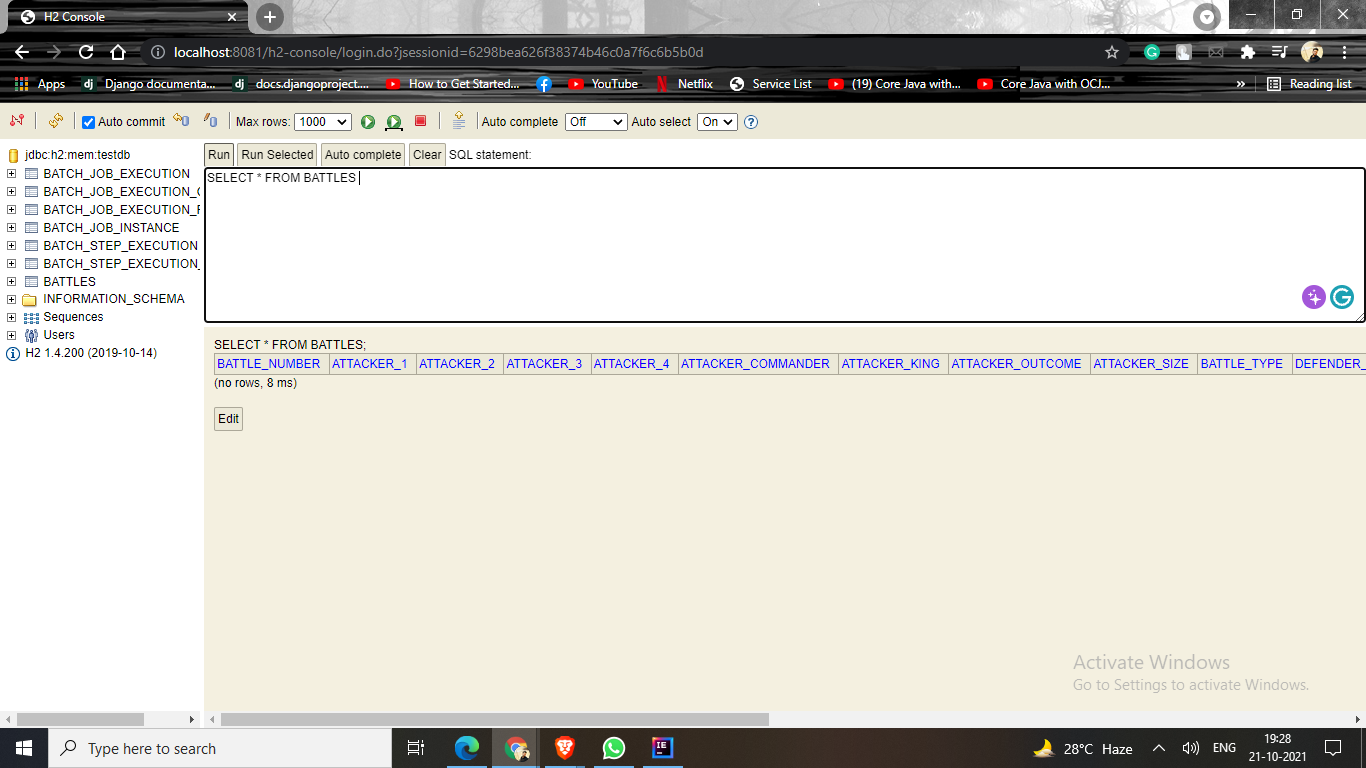 H2 Console
localhost:8081/h2-console/login.do?jsessionid=6298bea626f38374b46c0a7f6c6b5b0d
Apps Django documenta... docs.djangoproject.... How to Get Started... YouTube Netflix Service List (19) Core Java with... Core Java with OCJ... » Reading list
Auto commit Max rows: 1000 Auto complete Off Auto select On
jdbc:h2:mem:testdb
BATCH_JOB_EXECUTION
BATCH_JOB_EXECUTION_
BATCH_JOB_EXECUTION_
BATCH_JOB_INSTANCE
BATCH_STEP_EXECUTION
BATCH_STEP_EXECUTION_
BATTLES
INFORMATION_SCHEMA
Sequences
Users
H2 1.4.200 (2019-10-14)
Run Run Selected Auto complete Clear SQL statement:
SELECT * FROM BATTLES
SELECT * FROM BATTLES;
BATTLE_NUMBER ATTACKER_1 ATTACKER_2 ATTACKER_3 ATTACKER_4 ATTACKER_COMMANDER ATTACKER_KING ATTACKER_OUTCOME ATTACKER_SIZE BATTLE_TYPE DEFENDER_
(no rows, 8 ms)
Edit
Activate Windows
Go to Settings to activate Windows.
Type here to search
28°C Haze
ENG
19:28
21-10-2021